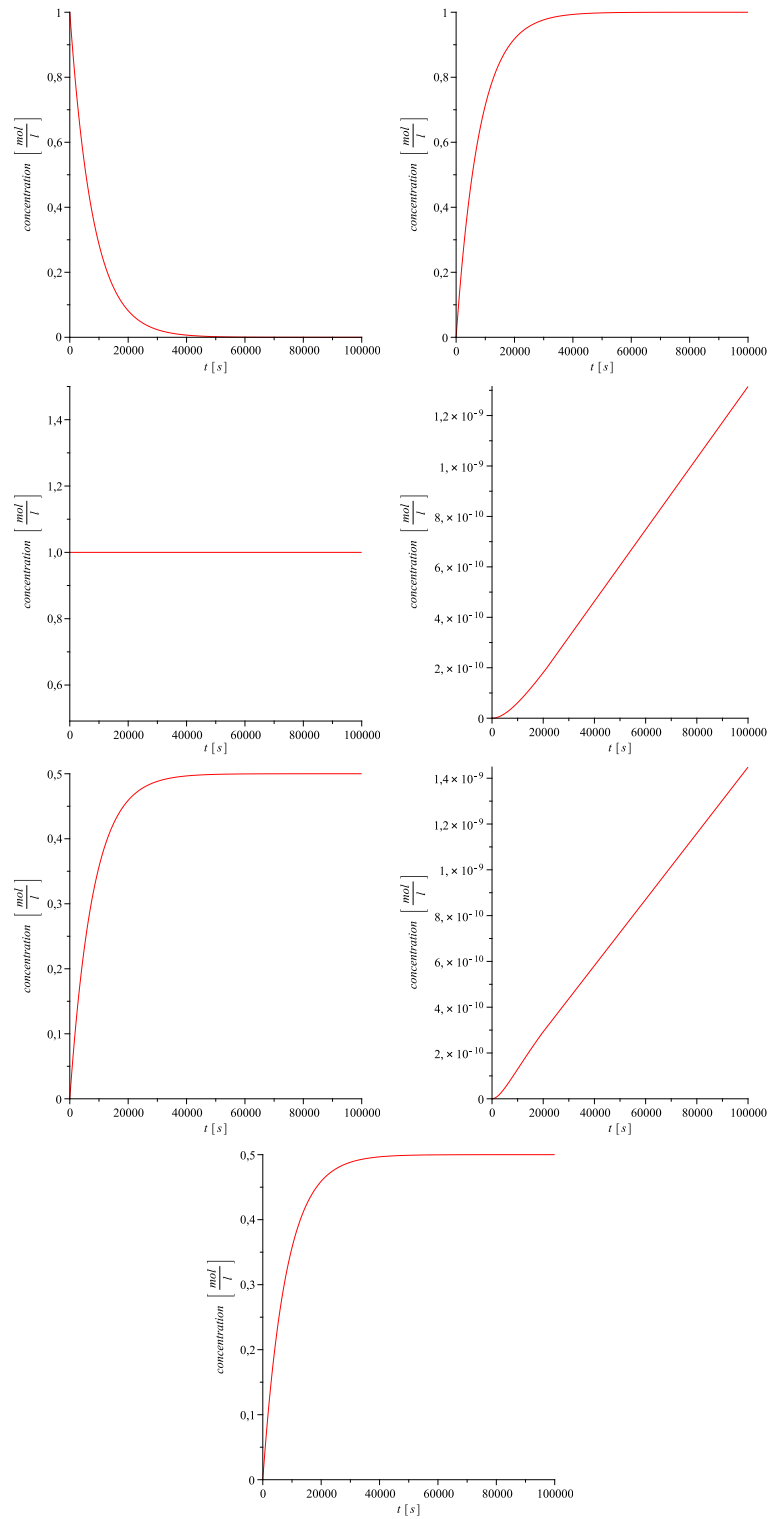 1
0,8
0,6
0,4
0,2
0
concentration [mol/l]
0 20000 40000 60000 80000 100000
t [s]
1
0,8
0,6
0,4
0,2
0
concentration [mol/l]
0 20000 40000 60000 80000 100000
t [s]
1,4
1,2
1,0
0,8
0,6
concentration [mol/l]
0 20000 40000 60000 80000 100000
t [s]
1,2 × 10⁻⁹
1, × 10⁻⁹
8, × 10⁻¹⁰
6, × 10⁻¹⁰
4, × 10⁻¹⁰
2, × 10⁻¹⁰
0
concentration [mol/l]
0 20000 40000 60000 80000 100000
t [s]
0,5
0,4
0,3
0,2
0,1
0
concentration [mol/l]
0 20000 40000 60000 80000 100000
t [s]
1,4 × 10⁻⁹
1,2 × 10⁻⁹
1, × 10⁻⁹
8, × 10⁻¹⁰
6, × 10⁻¹⁰
4, × 10⁻¹⁰
2, × 10⁻¹⁰
0
concentration [mol/l]
0 20000 40000 60000 80000 100000
t [s]
0,5
0,4
0,3
0,2
0,1
0
concentration [mol/l]
0 20000 40000 60000 80000 100000
t [s]